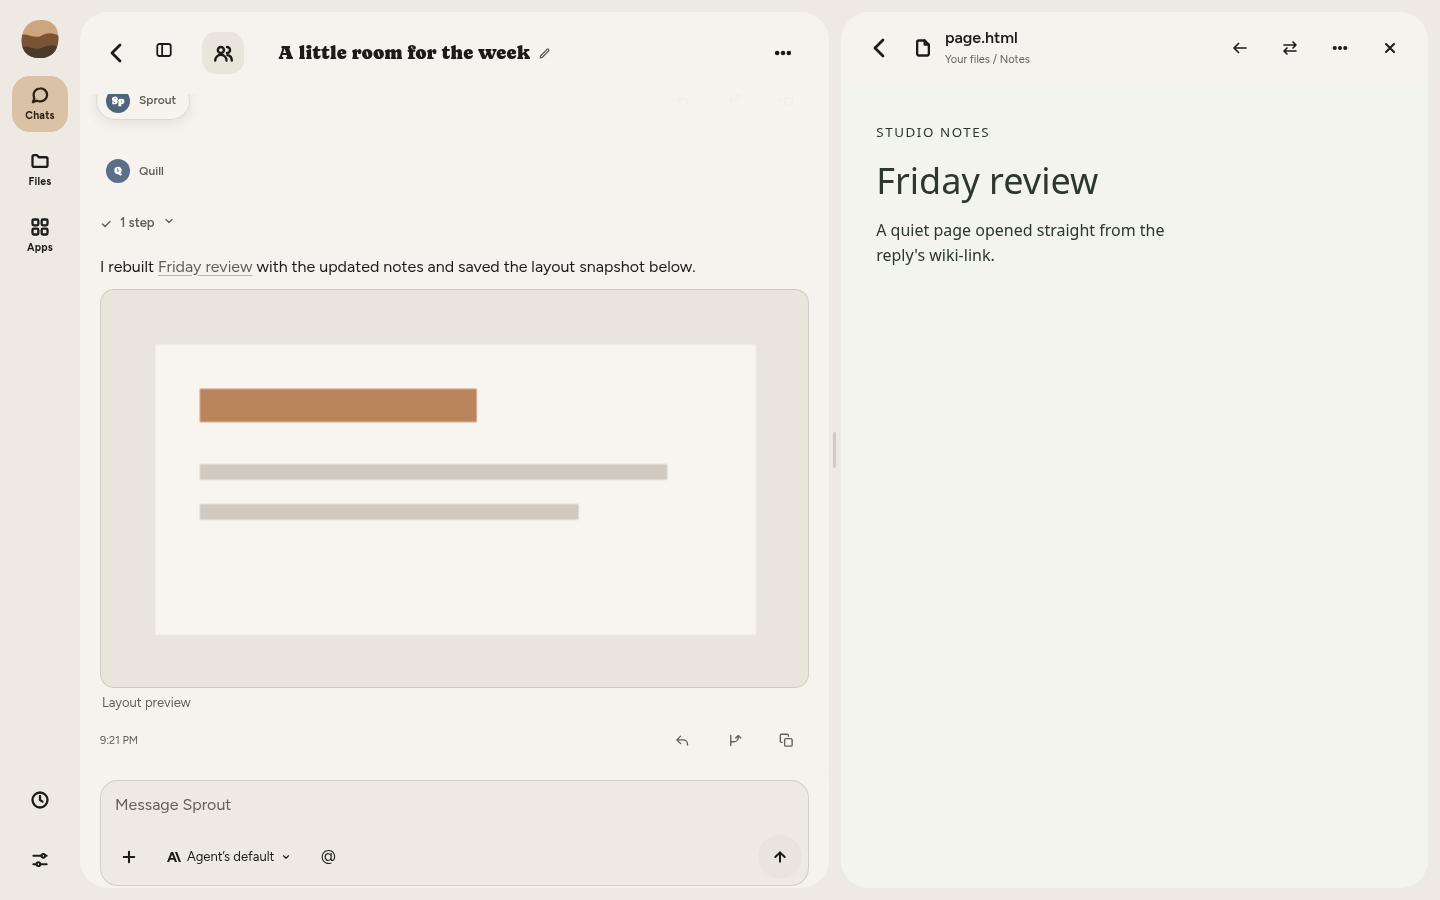 Chats
Files
Apps
A little room for the week
Sp Sprout
Q Quill
1 step
I rebuilt Friday review with the updated notes and saved the layout snapshot below.
Layout preview
9:21 PM
Message Sprout
Agent's default
@
page.html
Your files / Notes
STUDIO NOTES
Friday review
A quiet page opened straight from the
reply's wiki-link.